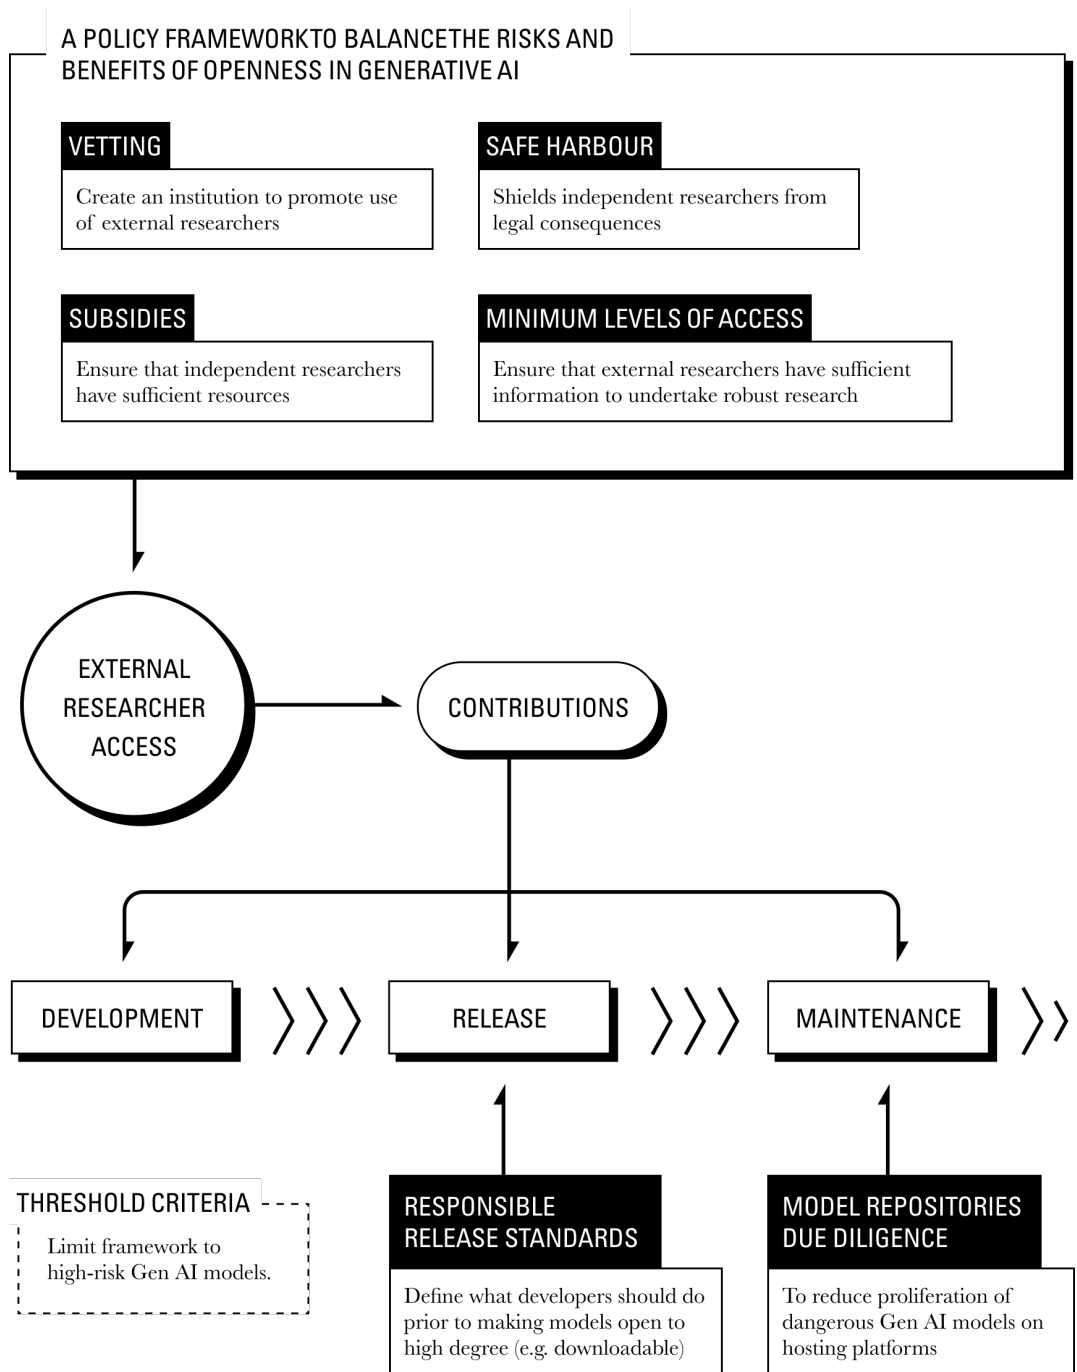 A POLICY FRAMEWORKTO BALANCETHE RISKS AND
BENEFITS OF OPENNESS IN GENERATIVE AI
VETTING
Create an institution to promote use
of external researchers
SAFE HARBOUR
Shields independent researchers from
legal consequences
SUBSIDIES
Ensure that independent researchers
have sufficient resources
MINIMUM LEVELS OF ACCESS
Ensure that external researchers have sufficient
information to undertake robust research
EXTERNAL
RESEARCHER
ACCESS
CONTRIBUTIONS
DEVELOPMENT
RELEASE
MAINTENANCE
THRESHOLD CRITERIA
Limit framework to
high-risk Gen AI models.
RESPONSIBLE
RELEASE STANDARDS
Define what developers should do
prior to making models open to
high degree (e.g. downloadable)
MODEL REPOSITORIES
DUE DILIGENCE
To reduce proliferation of
dangerous Gen AI models on
hosting platforms